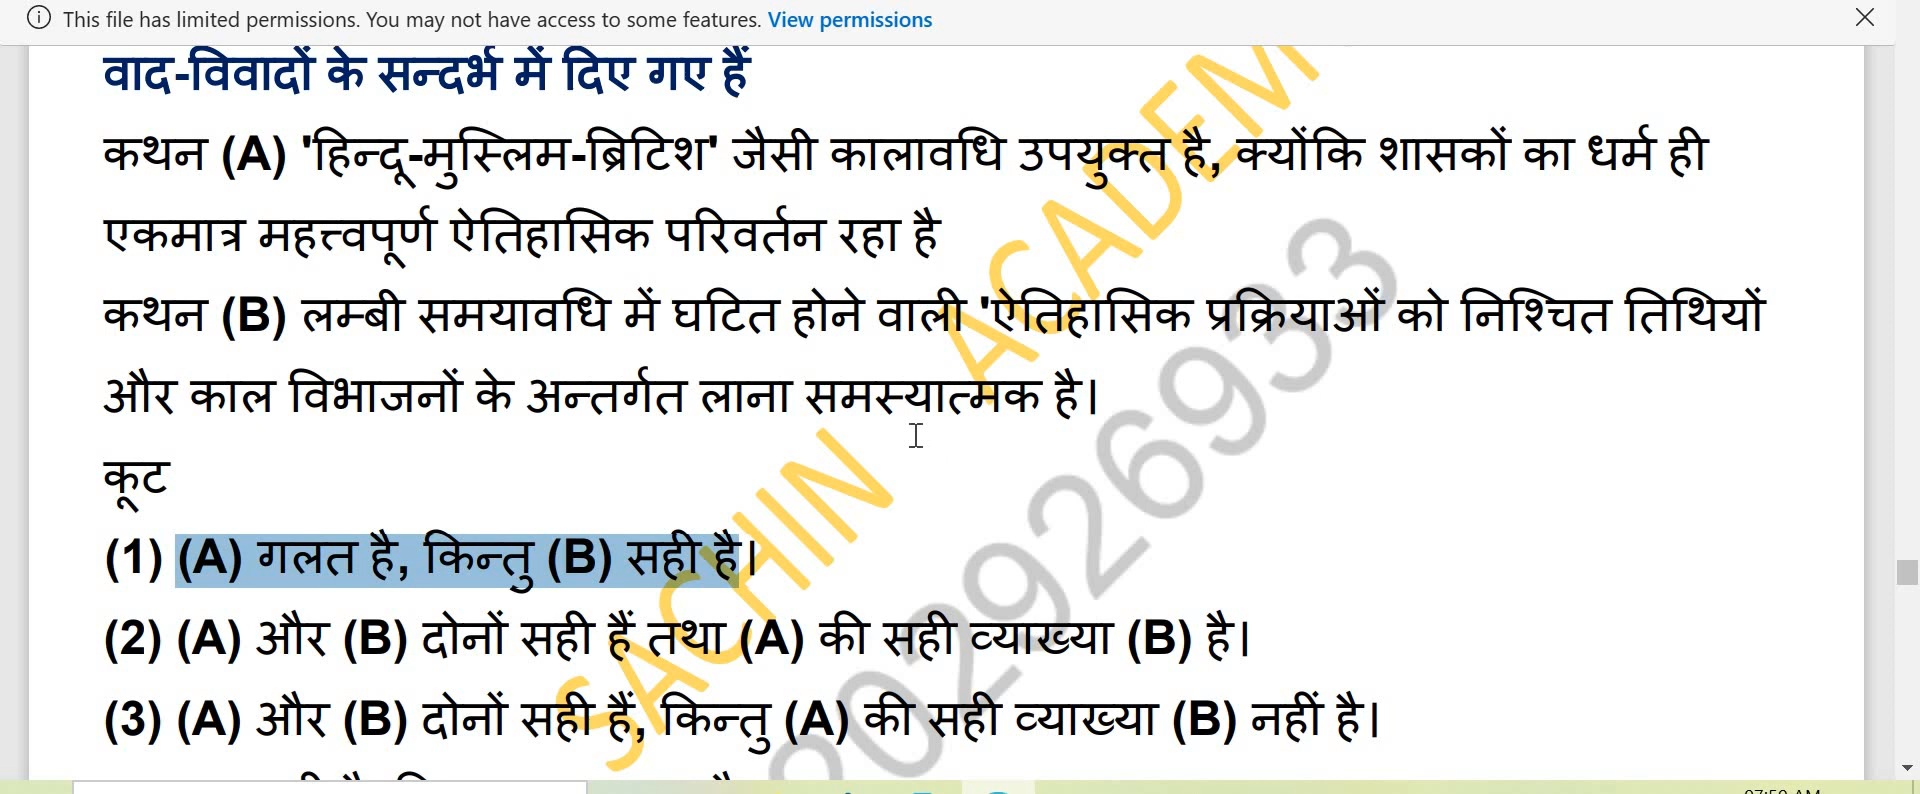 This file has limited permissions. You may not have access to some features. View permissions
वाद-विवादों के सन्दर्भ में दिए गए हैं
कथन (A) 'हिन्दू-मुस्लिम-ब्रिटिश' जैसी कालावधि उपयुक्त है, क्योंकि शासकों का धर्म ही
एकमात्र महत्त्वपूर्ण ऐतिहासिक परिवर्तन रहा है
कथन (B) लम्बी समयावधि में घटित होने वाली 'ऐतिहासिक प्रक्रियाओं को निश्चित तिथियों
और काल विभाजनों के अन्तर्गत लाना समस्यात्मक है।
कूट
(1) (A) गलत है, किन्तु (B) सही है।
(2) (A) और (B) दोनों सही हैं तथा (A) की सही व्याख्या (B) है।
(3) (A) और (B) दोनों सही हैं, किन्तु (A) की सही व्याख्या (B) नहीं है।
SACHIN ACADEM